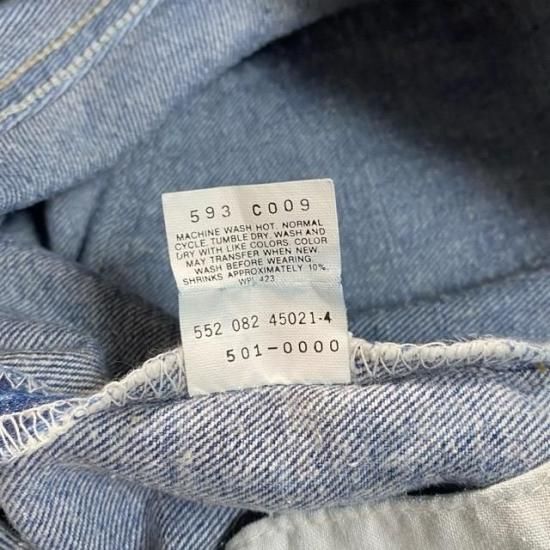 593 C009
MACHINE WASH HOT, NORMAL
CYCLE, TUMBLE DRY, WASH AND
DRY WITH LIKE COLORS. COLOR
MAY TRANSFER WHEN NEW.
WASH BEFORE WEARING.
SHRINKS APPROXIMATELY 10%.
WPL 423
552 082 45021-4
501-0000